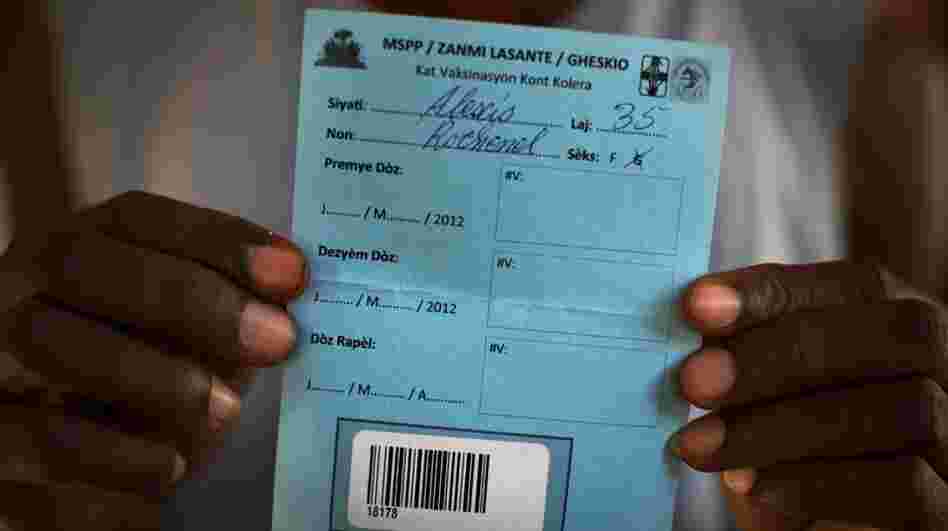 MSPP / ZANMI LASANTE / GHESKIO
Kat Vaksinasyon Kont Kolera
Siyati: Alexis Laj: 35
Non: Rothenel Sèks: F G
Premye Dòz: #V:
J......... / M......... / 2012
Dezyèm Dòz: #V:
J......... / M......... / 2012
Dòz Rapèl: #V:
J......... / M......... / A..........
18178